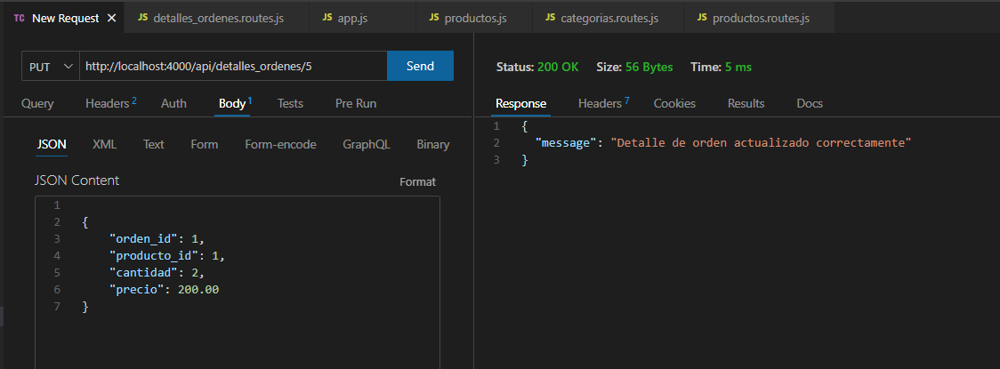 TC New Request × JS detalles_ordenes.routes.js JS app.js JS productos.js JS categorias.routes.js JS productos.routes.js
PUT http://localhost:4000/api/detalles_ordenes/5 Send
Query Headers 2 Auth Body 1 Tests Pre Run
JSON XML Text Form Form-encode GraphQL Binary
JSON Content Format
1
2 {
3 "orden_id": 1,
4 "producto_id": 1,
5 "cantidad": 2,
6 "precio": 200.00
7 }
Status: 200 OK Size: 56 Bytes Time: 5 ms
Response Headers 7 Cookies Results Docs
1 {
2 "message": "Detalle de orden actualizado correctamente"
3 }